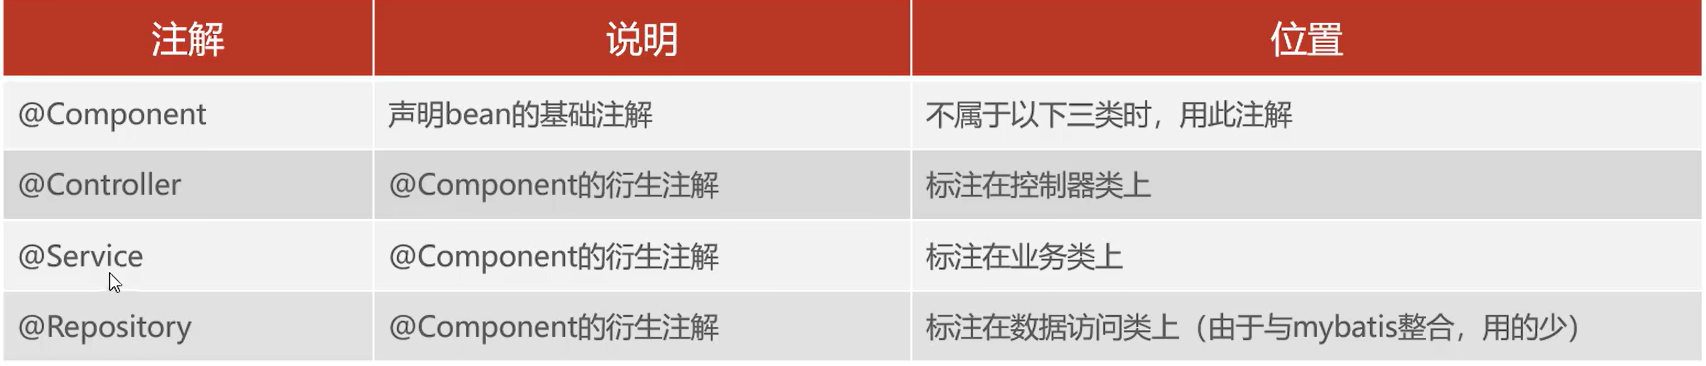 注解 说明 位置
@Component 声明bean的基础注解 不属于以下三类时，用此注解
@Controller @Component的衍生注解 标注在控制器类上
@Service @Component的衍生注解 标注在业务类上
@Repository @Component的衍生注解 标注在数据访问类上（由于与mybatis整合，用的少）